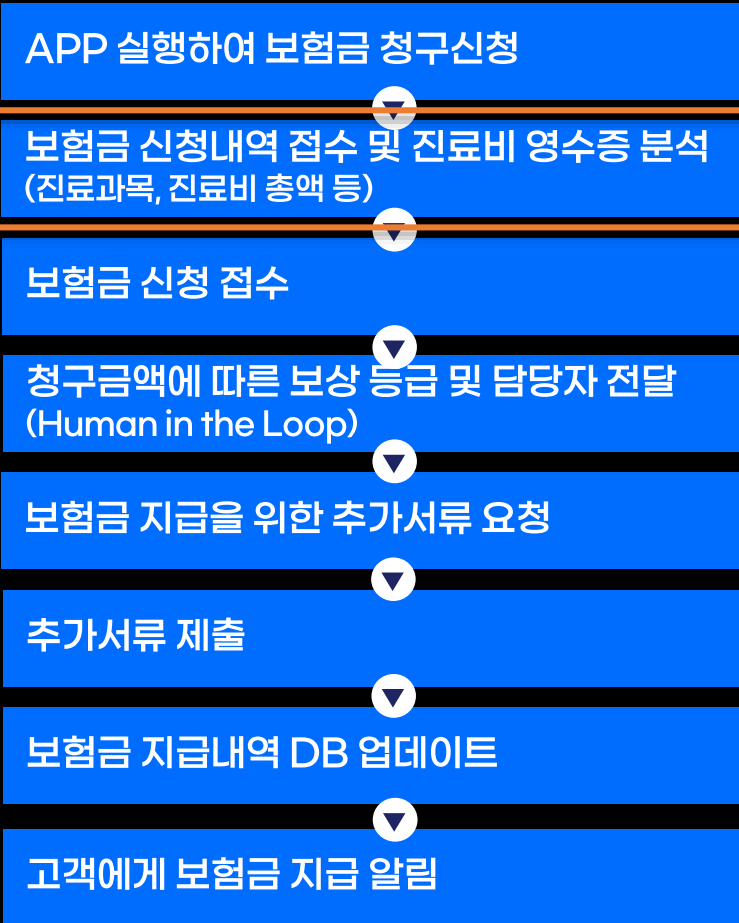 APP 실행하여 보험금 청구신청
보험금 신청내역 접수 및 진료비 영수증 분석
(진료과목, 진료비 총액 등)
보험금 신청 접수
청구금액에 따른 보상 등급 및 담당자 전달
(Human in the Loop)
보험금 지급을 위한 추가서류 요청
추가서류 제출
보험금 지급내역 DB 업데이트
고객에게 보험금 지급 알림